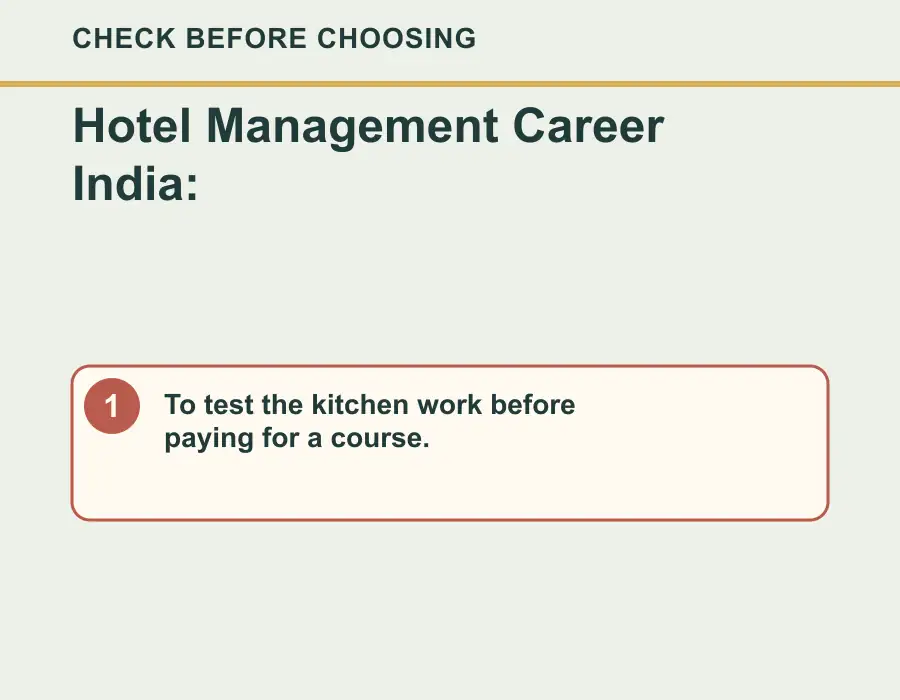 CHECK BEFORE CHOOSING
Hotel Management Career
India:
1
To test the kitchen work before
paying for a course.